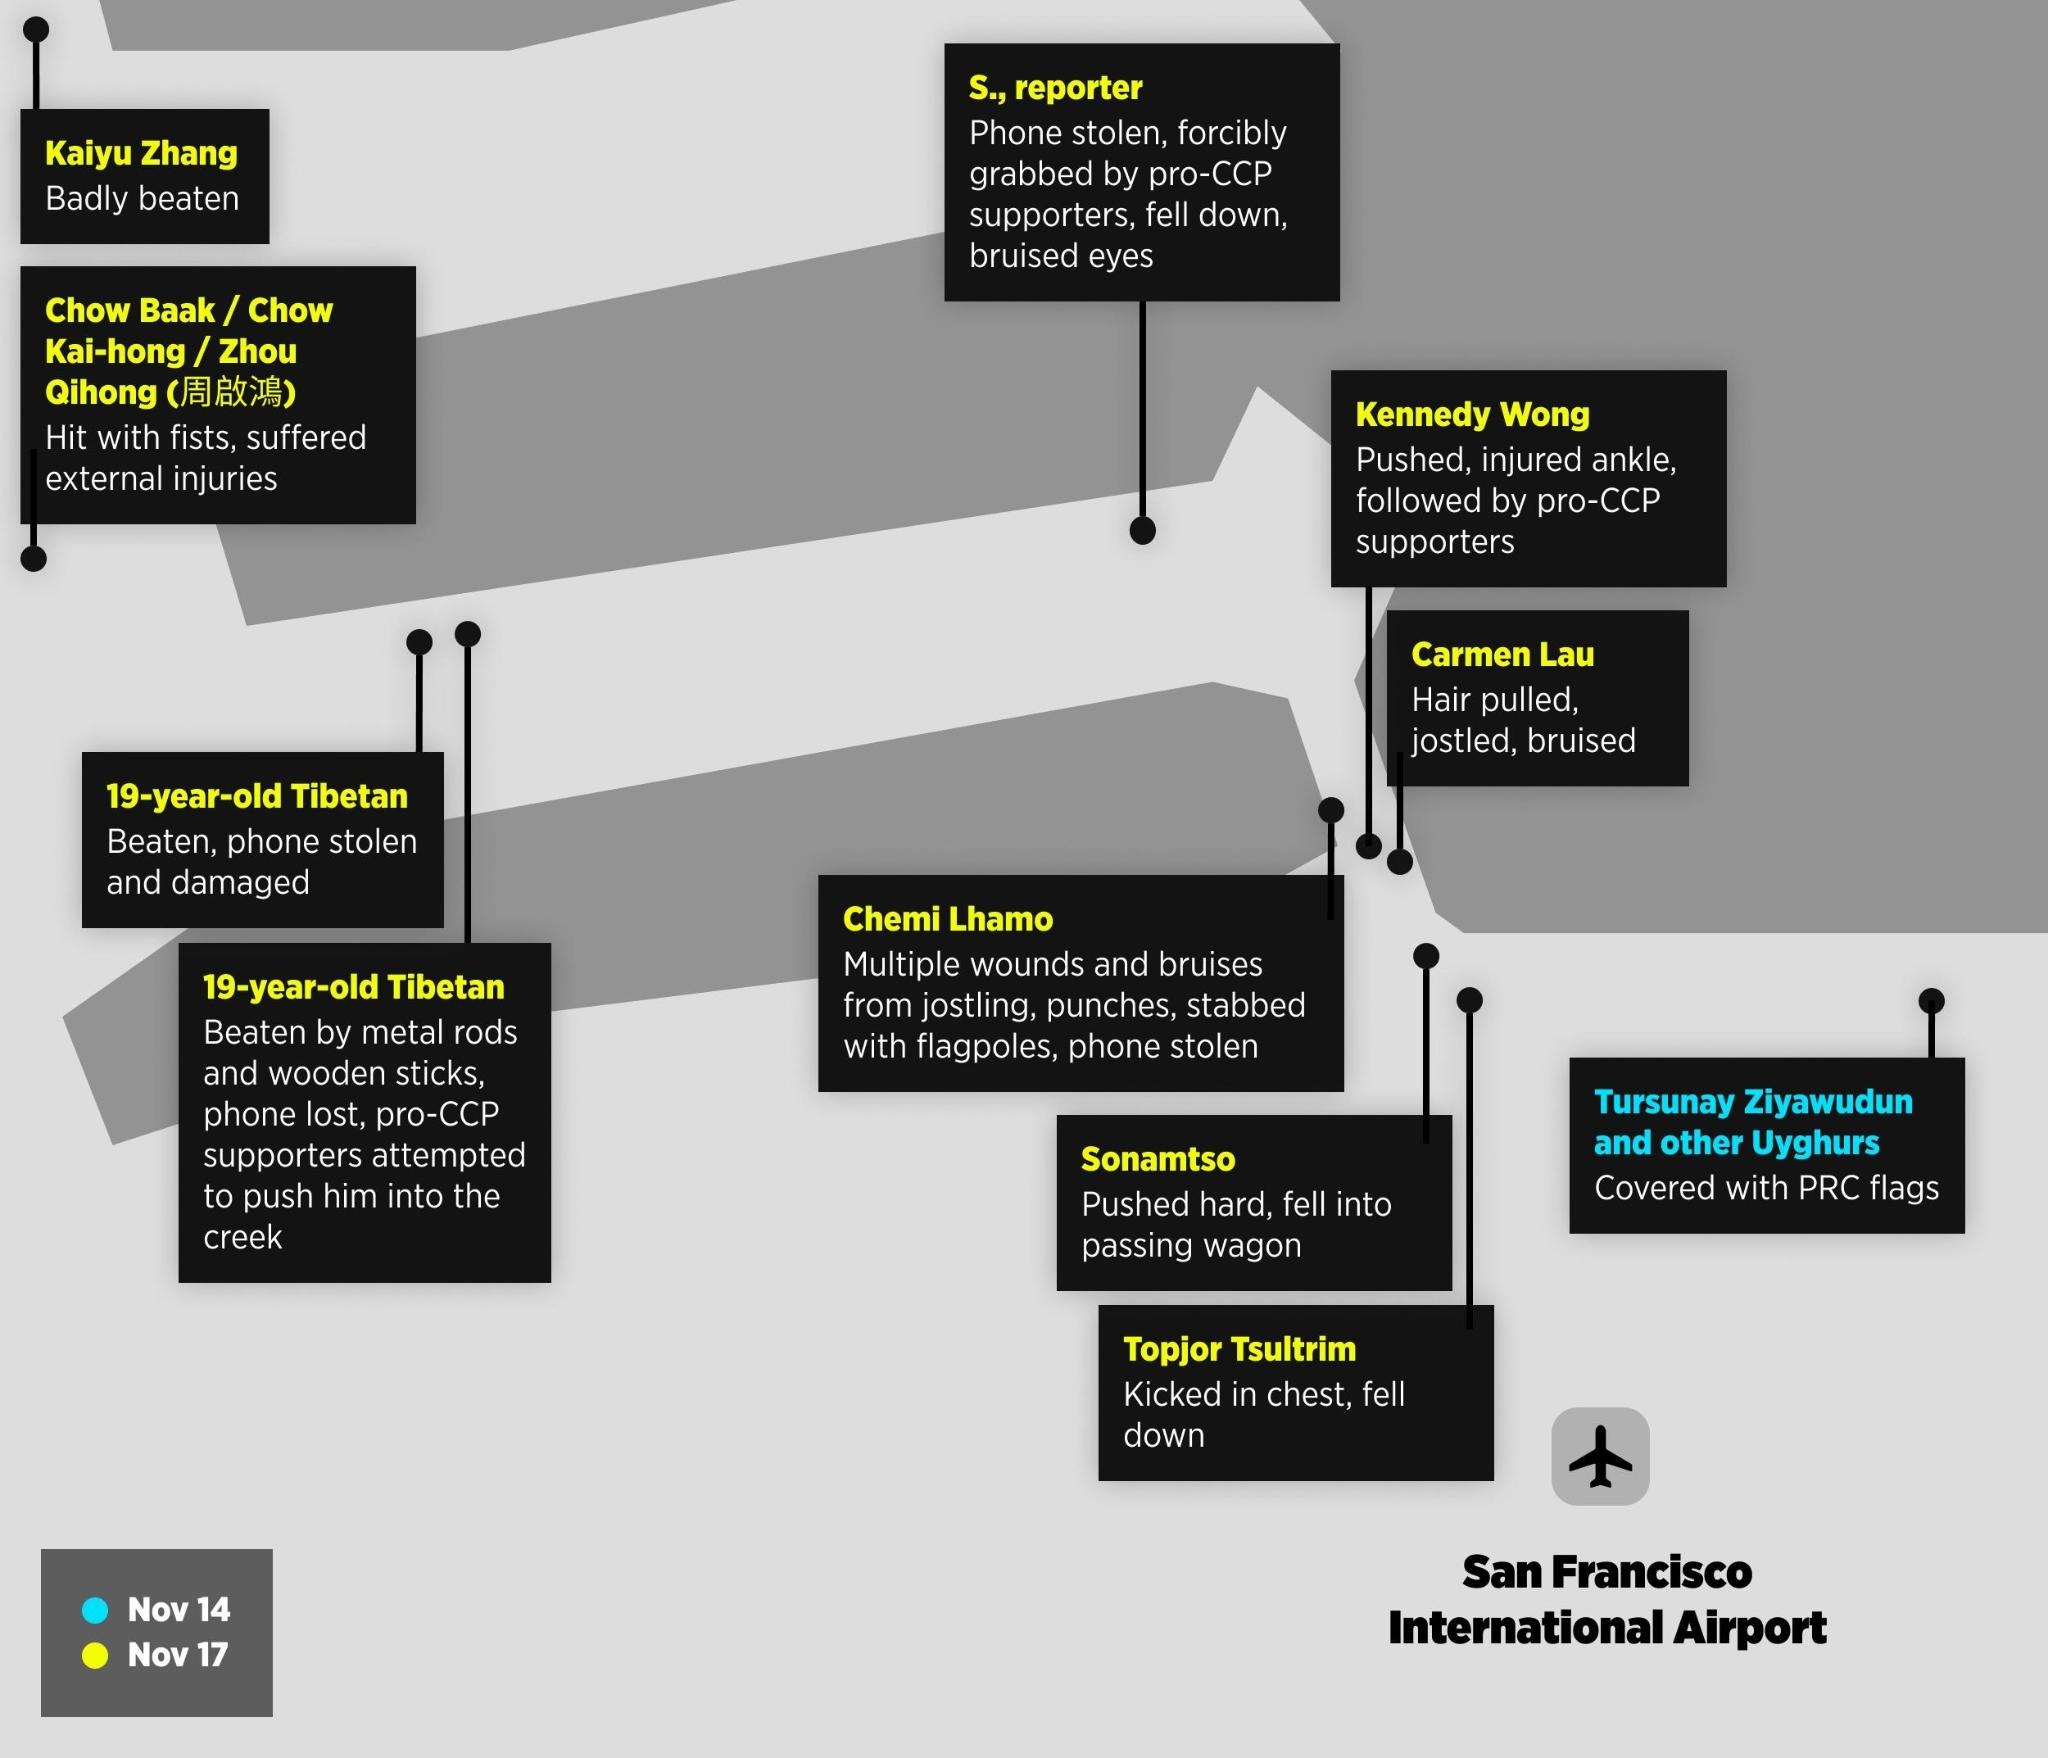 Kaiyu Zhang
Badly beaten
Chow Baak / Chow
Kai-hong / Zhou
Qihong (周啟鴻)
Hit with fists, suffered
external injuries
S., reporter
Phone stolen, forcibly
grabbed by pro-CCP
supporters, fell down,
bruised eyes
Kennedy Wong
Pushed, injured ankle,
followed by pro-CCP
supporters
Carmen Lau
Hair pulled,
jostled, bruised
19-year-old Tibetan
Beaten, phone stolen
and damaged
19-year-old Tibetan
Beaten by metal rods
and wooden sticks,
phone lost, pro-CCP
supporters attempted
to push him into the
creek
Chemi Lhamo
Multiple wounds and bruises
from jostling, punches, stabbed
with flagpoles, phone stolen
Sonamtso
Pushed hard, fell into
passing wagon
Topjor Tsultrim
Kicked in chest, fell
down
Tursunay Ziyawudun
and other Uyghurs
Covered with PRC flags
San Francisco
International Airport
Nov 14
Nov 17